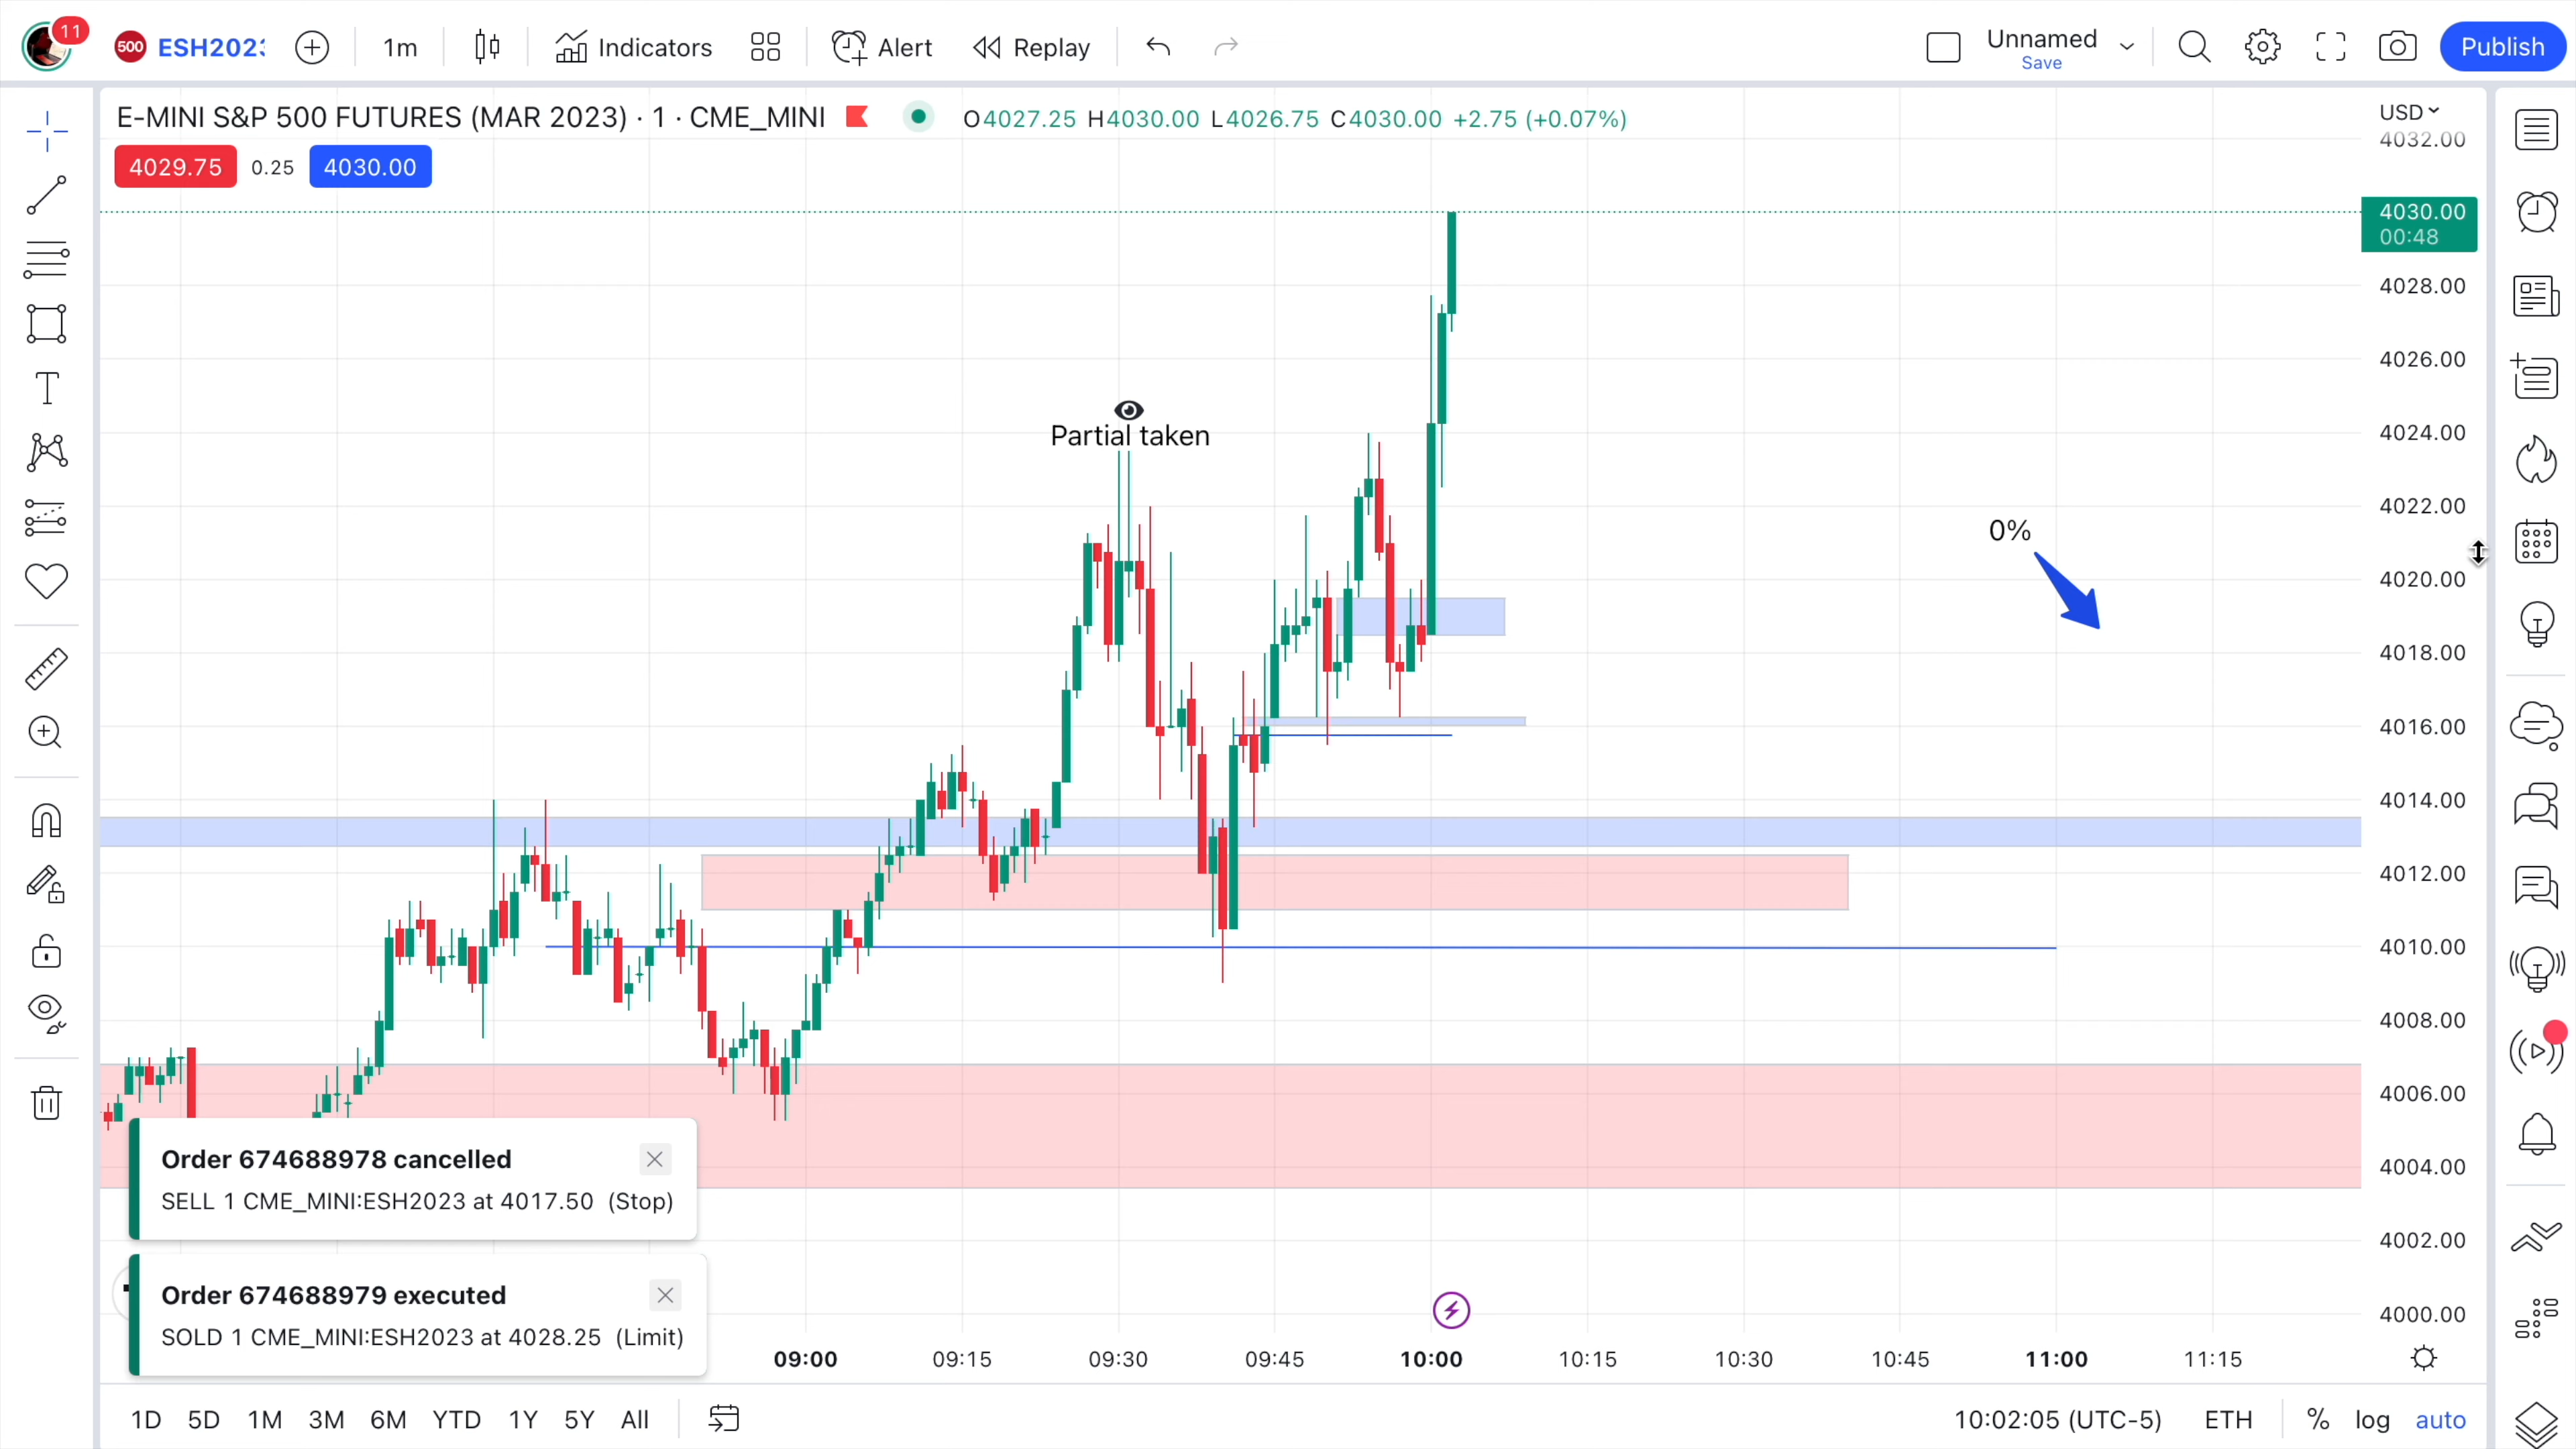 11
500 ESH2023 1m Indicators Alert Replay Unnamed Publish
Save
E-MINI S&P 500 FUTURES (MAR 2023) · 1 · CME_MINI O4027.25 H4030.00 L4026.75 C4030.00 +2.75 (+0.07%)
4029.75 0.25 4030.00
USD
4032.00
4030.00
00:48
4028.00
4026.00
4024.00
4022.00
4020.00
4018.00
4016.00
4014.00
4012.00
4010.00
4008.00
4006.00
4004.00
4002.00
4000.00
Partial taken
0%
Order 674688978 cancelled
SELL 1 CME_MINI:ESH2023 at 4017.50 (Stop)
Order 674688979 executed
SOLD 1 CME_MINI:ESH2023 at 4028.25 (Limit)
09:00 09:15 09:30 09:45 10:00 10:15 10:30 10:45 11:00 11:15
1D 5D 1M 3M 6M YTD 1Y 5Y All 10:02:05 (UTC-5) ETH % log auto